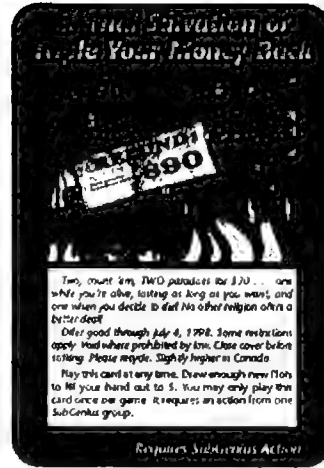 Eternal Salvation or
Triple Your Money Back
REFUND!
$90
Two, count 'em, TWO paradises for $30 . . . one
while you're alive, lasting as long as you want, and
one when you decide to die! No other religion offers a
better deal!
Offer good through July 4, 1998. Some restrictions
apply. Void where prohibited by law. Close cover before
striking. Please recycle. Slightly higher in Canada.
Play this card at any time. Draw enough new Plots
to fill your hand out to 5. You may only play this
card once per game. It requires an action from one
SubGenius group.
Requires SubGenius Action